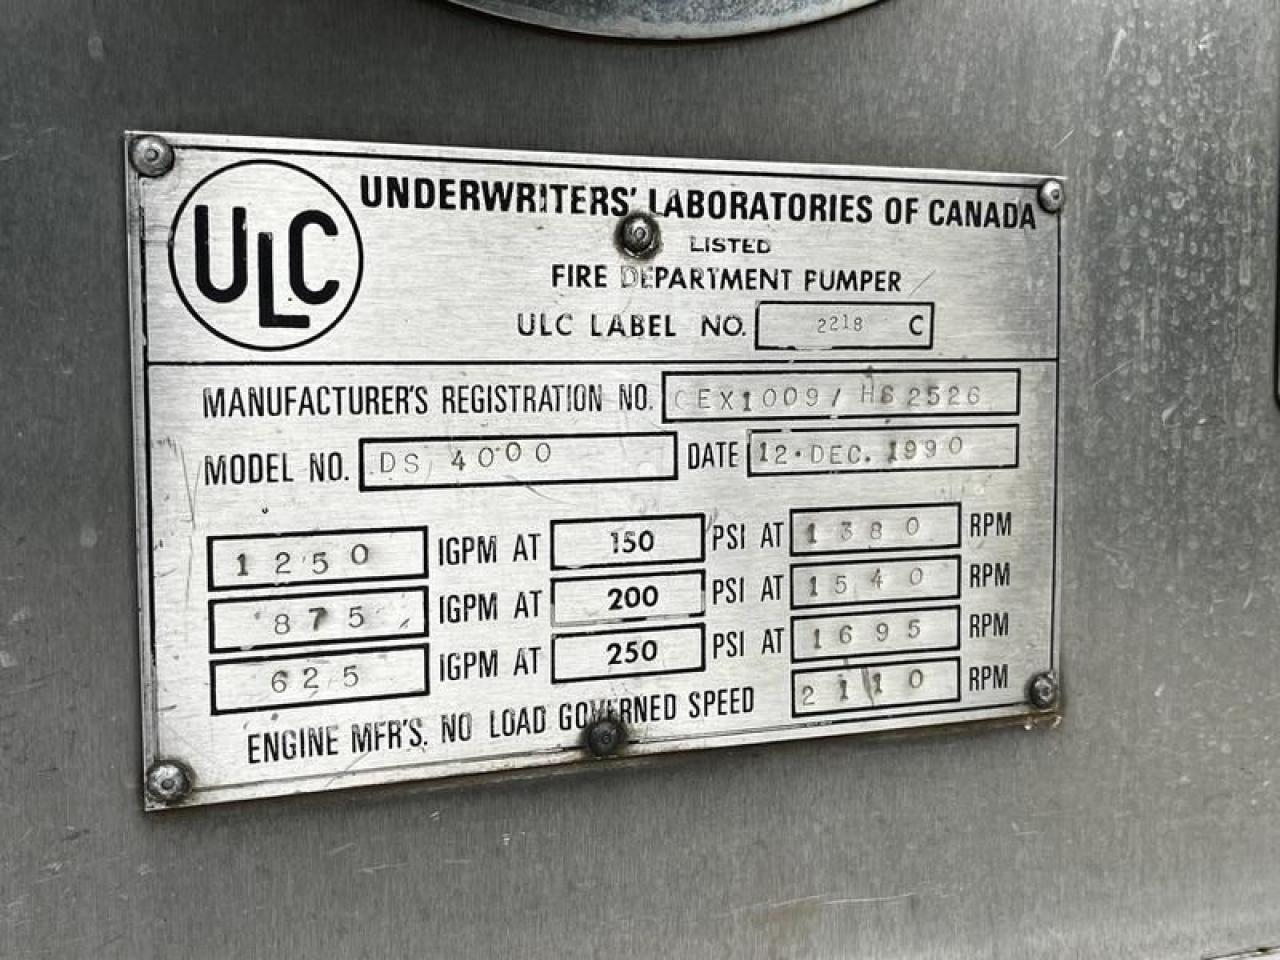 ULC
UNDERWRITERS' LABORATORIES OF CANADA
LISTED
FIRE DEPARTMENT PUMPER
ULC LABEL NO. 2218 C
MANUFACTURER'S REGISTRATION NO. CEX1009/ HS2526
MODEL NO. DS 4000 DATE 12.DEC.1990
1250 IGPM AT 150 PSI AT 1380 RPM
875 IGPM AT 200 PSI AT 1540 RPM
625 IGPM AT 250 PSI AT 1695 RPM
ENGINE MFR'S. NO LOAD GOVERNED SPEED 2110 RPM